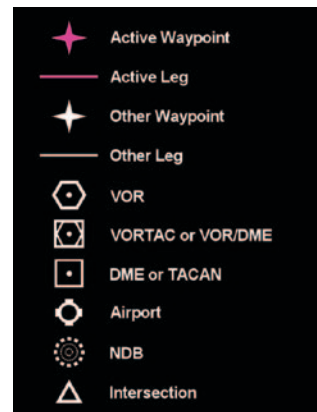 Active Waypoint
Active Leg
Other Waypoint
Other Leg
VOR
VORTAC or VOR/DME
DME or TACAN
Airport
NDB
Intersection